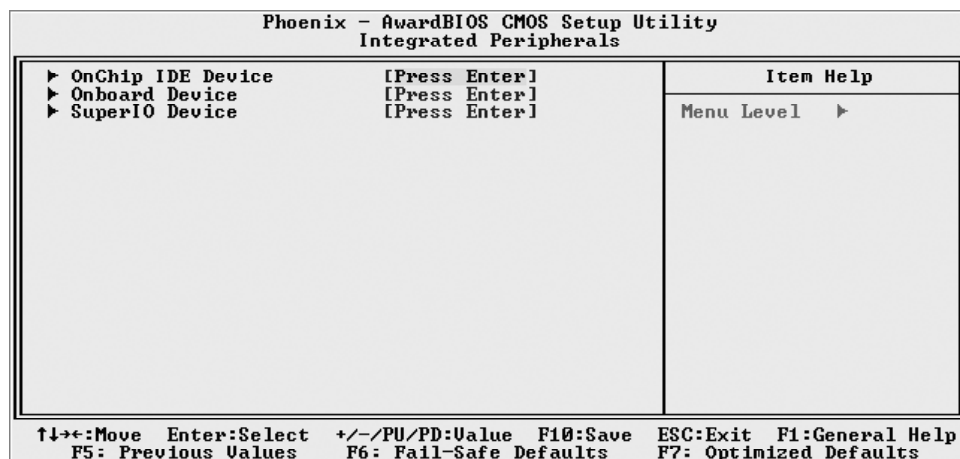 Phoenix - AwardBIOS CMOS Setup Utility
Integrated Peripherals
▶ OnChip IDE Device [Press Enter]
▶ Onboard Device [Press Enter]
▶ SuperIO Device [Press Enter]
Item Help
Menu Level ▶
↑↓→←:Move Enter:Select +/-/PU/PD:Value F10:Save ESC:Exit F1:General Help
F5: Previous Values F6: Fail-Safe Defaults F7: Optimized Defaults